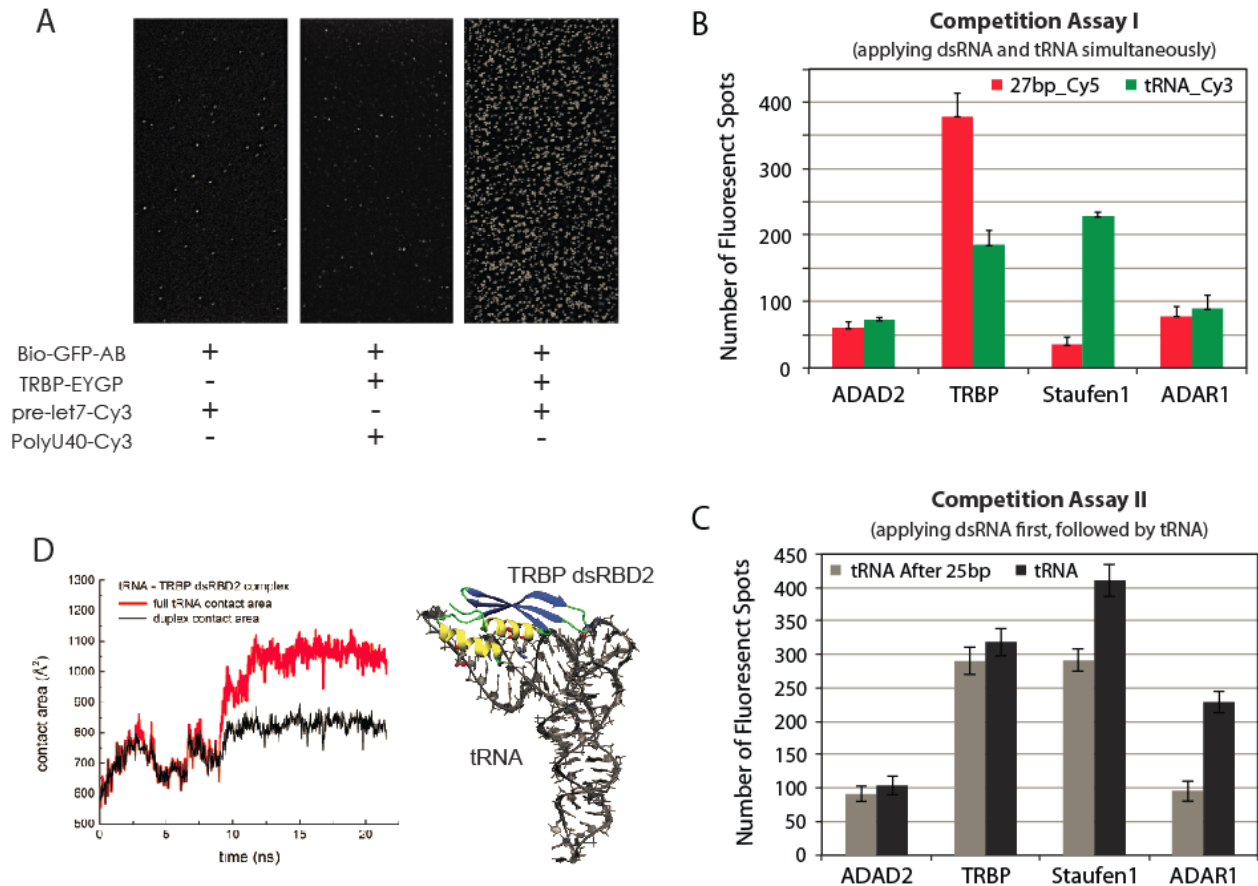 A
Bio-GFP-AB + + +
TRBP-EYGP - + +
pre-let7-Cy3 + - +
PolyU40-Cy3 - + -
B
Competition Assay I
(applying dsRNA and tRNA simultaneously)
27bp_Cy5 tRNA_Cy3
Number of Fluoresenct Spots
400
300
200
100
0
ADAD2 TRBP Staufen1 ADAR1
C
Competition Assay II
(applying dsRNA first, followed by tRNA)
tRNA After 25bp tRNA
Number of Fluoresenct Spots
450
400
350
300
250
200
150
100
50
0
ADAD2 TRBP Staufen1 ADAR1
D
tRNA - TRBP dsRBD2 complex
full tRNA contact area
duplex contact area
contact area (Å²)
1300
1200
1100
1000
900
800
700
600
500
0 5 10 15 20
time (ns)
TRBP dsRBD2
tRNA